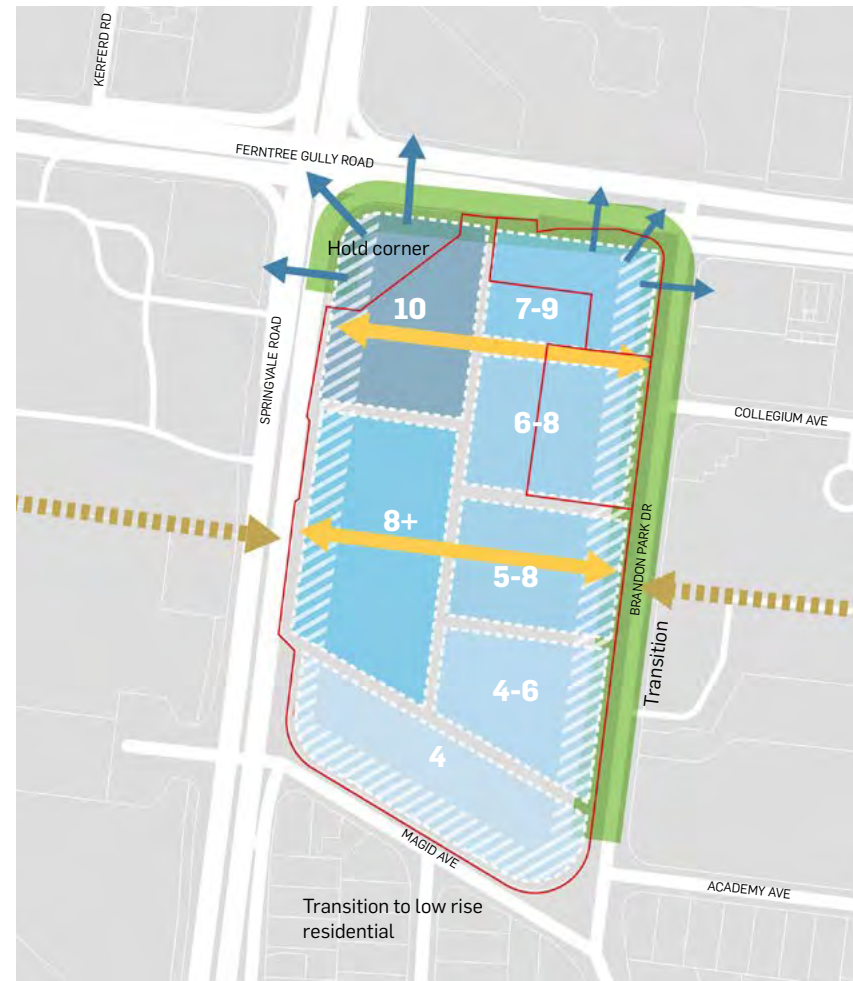 KERFERD RD
FERNTREE GULLY ROAD
Hold corner
10
7-9
SPRINGVALE ROAD
6-8
COLLEGIUM AVE
8+
5-8
BRANDON PARK DR
Transition
4-6
4
MAGID AVE
ACADEMY AVE
Transition to low rise
residential